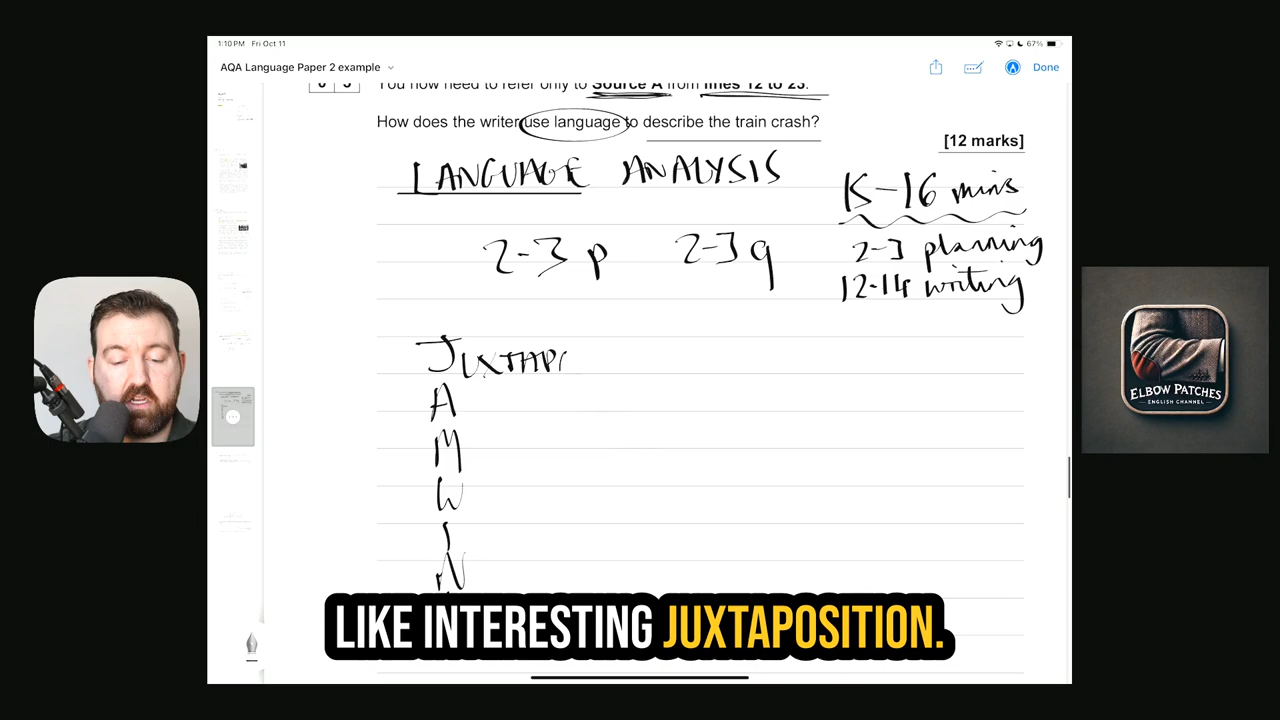 1:10 PM Fri Oct 11
67%
AQA Language Paper 2 example
Done
0 3 You now need to refer only to Source A from lines 12 to 23.
How does the writer use language to describe the train crash?
[12 marks]
LANGUAGE ANALYSIS
15-16 mins
2-3 p 2-3 q
2-3 planning
12-14 writing
JUXTAPO
A
M
W
I
N
LIKE INTERESTING JUXTAPOSITION.
ELBOW PATCHES
ENGLISH CHANNEL